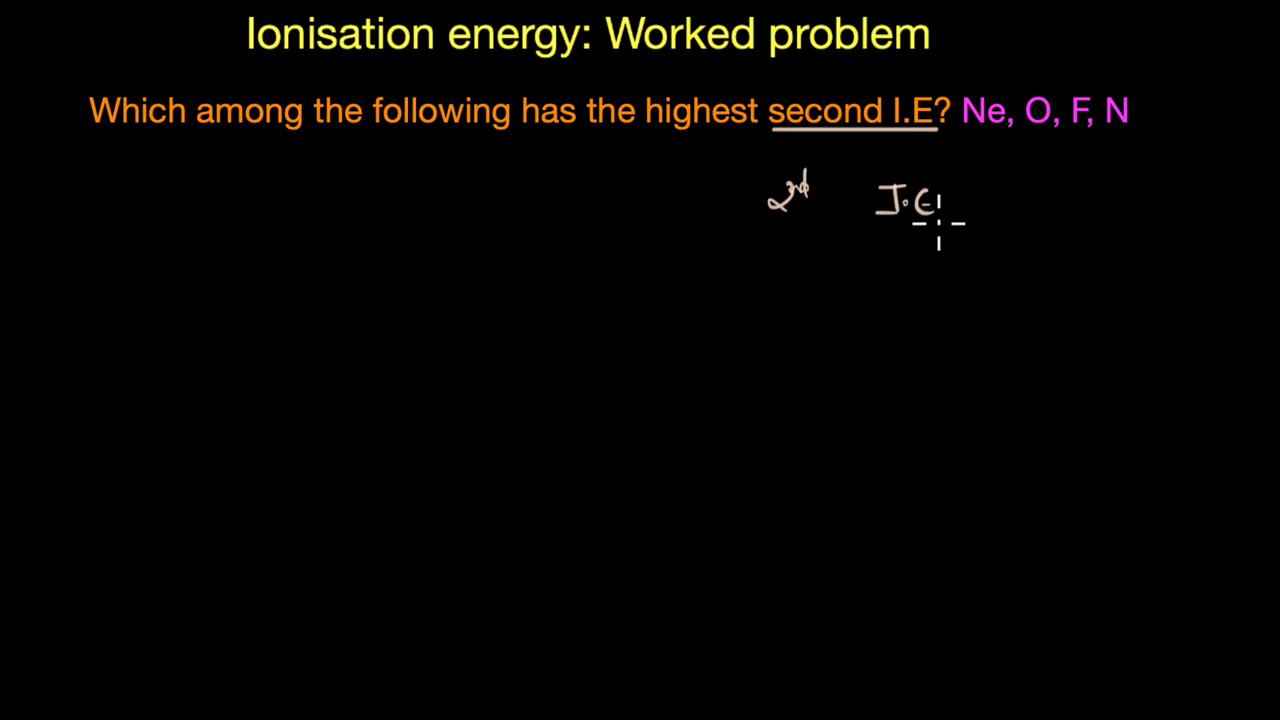 Ionisation energy: Worked problem
Which among the following has the highest second I.E? Ne, O, F, N
2nd I.E